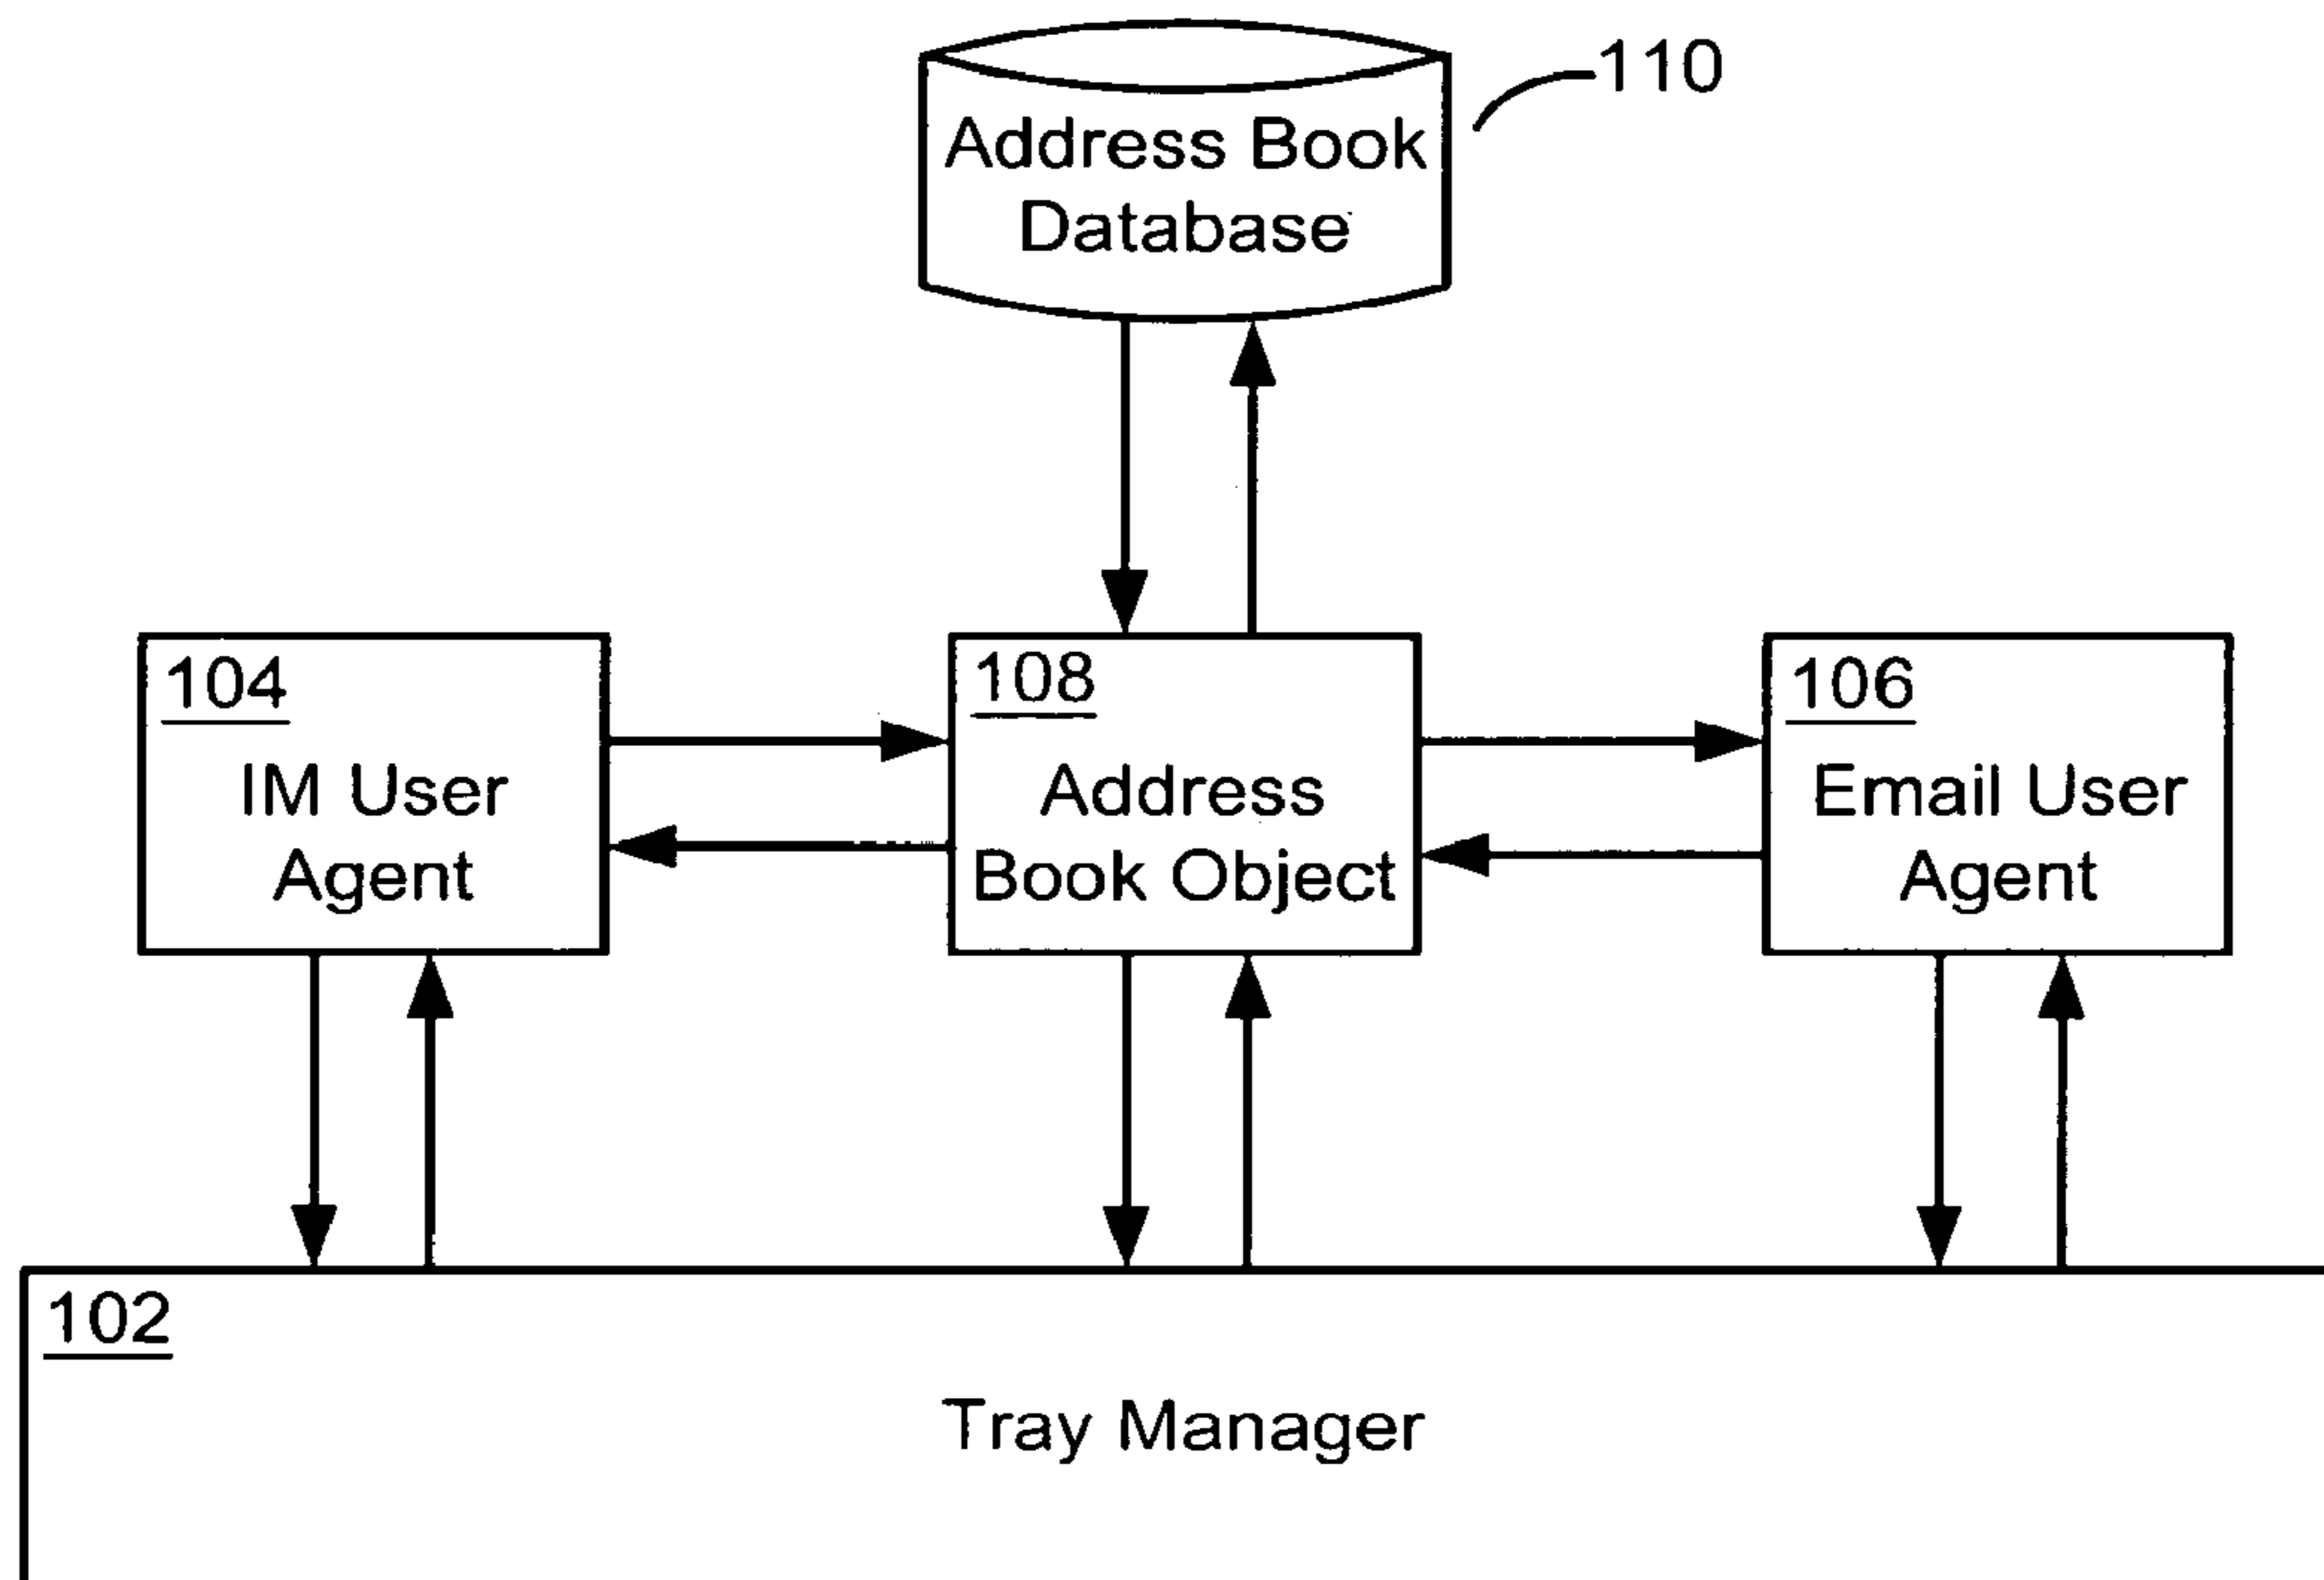 110
Address Book
Database
104
IM User
Agent
108
Address
Book Object
106
Email User
Agent
102
Tray Manager